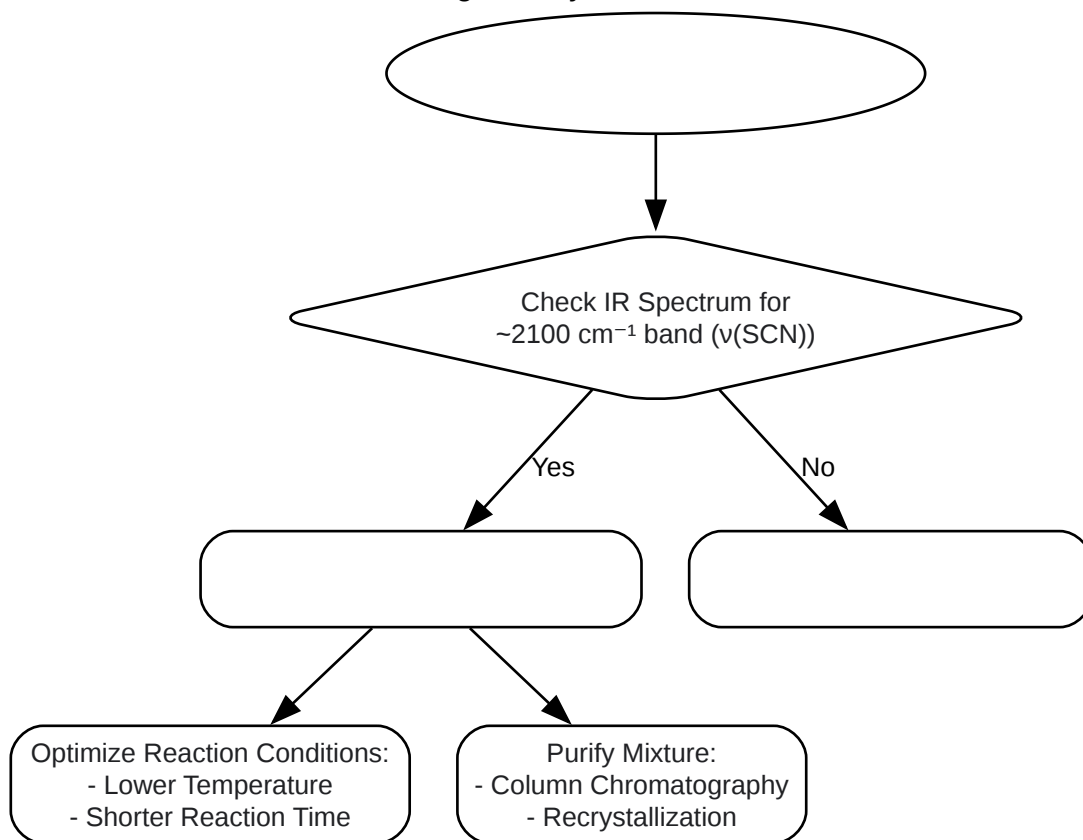 Check IR Spectrum for
~2100 cm⁻¹ band (ν(SCN))
Yes
No
Optimize Reaction Conditions:
- Lower Temperature
- Shorter Reaction Time
Purify Mixture:
- Column Chromatography
- Recrystallization